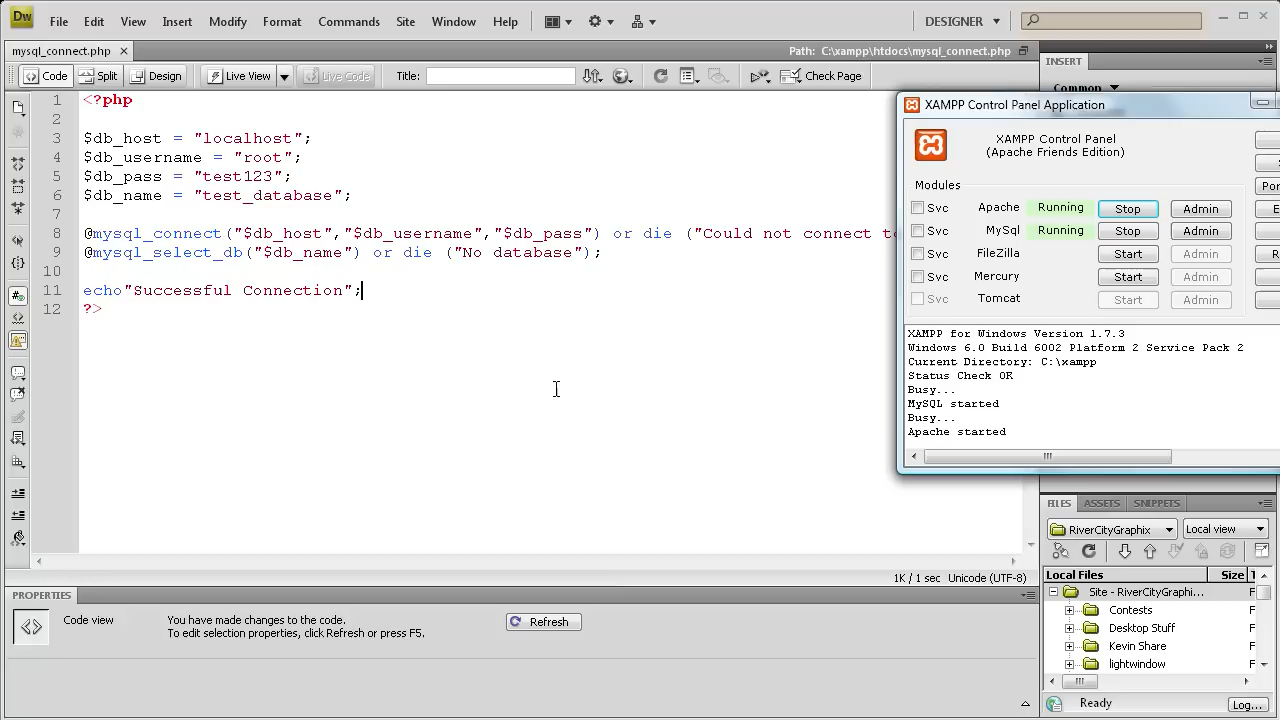 Dw File Edit View Insert Modify Format Commands Site Window Help DESIGNER
mysql_connect.php × Path: C:\xampp\htdocs\mysql_connect.php
Code Split Design Live View Live Code Title: Check Page
INSERT
Common
1 <?php
2
3 $db_host = "localhost";
4 $db_username = "root";
5 $db_pass = "test123";
6 $db_name = "test_database";
7
8 @mysql_connect("$db_host","$db_username","$db_pass") or die ("Could not connect
9 @mysql_select_db("$db_name") or die ("No database");
10
11 echo"Successful Connection";
12 ?>
XAMPP Control Panel Application
XAMPP Control Panel
(Apache Friends Edition)
Modules
Svc Apache Running Stop Admin
Svc MySql Running Stop Admin
Svc FileZilla Start Admin
Svc Mercury Start Admin
Svc Tomcat Start Admin
XAMPP for Windows Version 1.7.3
Windows 6.0 Build 6002 Platform 2 Service Pack 2
Current Directory: C:\xampp
Status Check OK
Busy...
MySQL started
Busy...
Apache started
1K / 1 sec Unicode (UTF-8)
FILES ASSETS SNIPPETS
RiverCityGraphix Local view
Local Files Size
Site - RiverCityGraphi...
Contests
Desktop Stuff
Kevin Share
lightwindow
Ready Log...
PROPERTIES
Code view
You have made changes to the code.
To edit selection properties, click Refresh or press F5.
Refresh